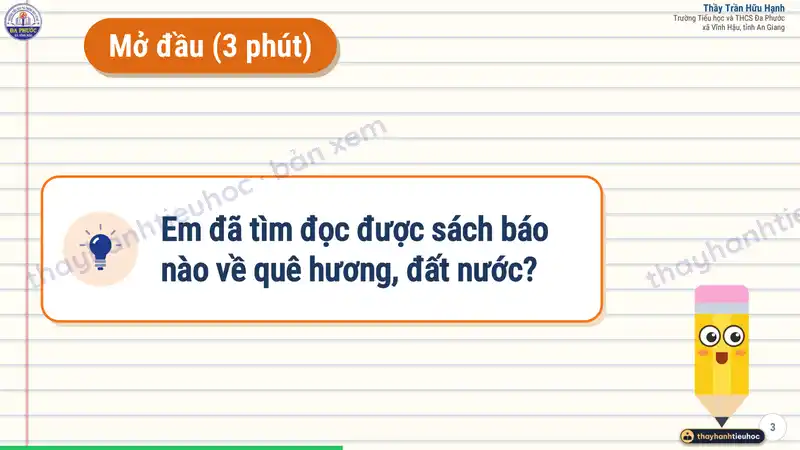 Thầy Trần Hữu Hạnh
Trường Tiểu học và THCS Đa Phước
xã Vĩnh Hậu, tỉnh An Giang
ĐA PHƯỚC
Mở đầu (3 phút)
thayhanhtieuhoc · bản xem
Em đã tìm đọc được sách báo
nào về quê hương, đất nước?
thayhanhtie
thayhanhtieuhoc
3